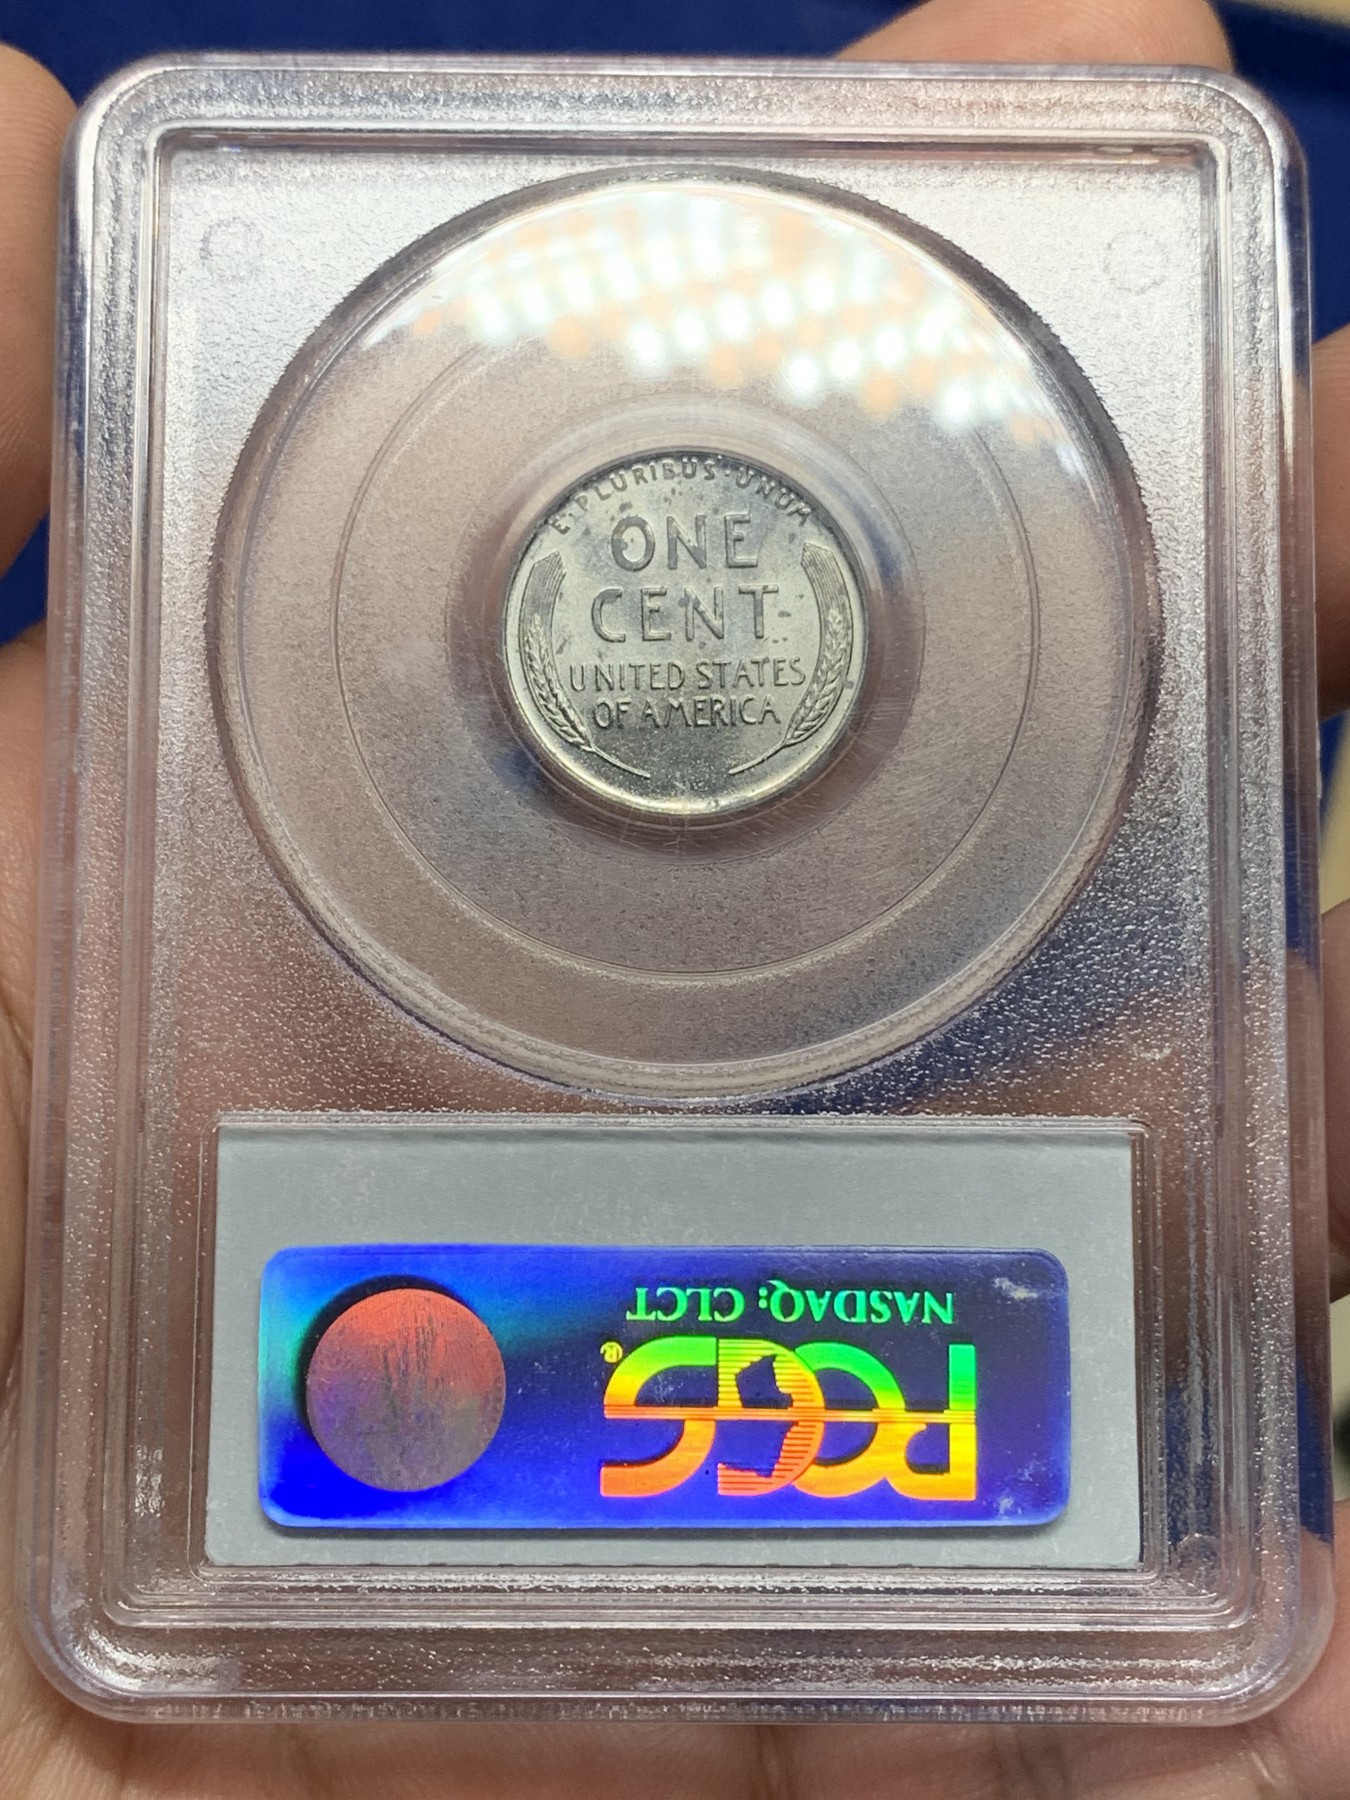 E·PLURIBUS·UNUM
ONE
CENT
UNITED STATES
OF AMERICA
NASDAQ: CLCT
PCGS®